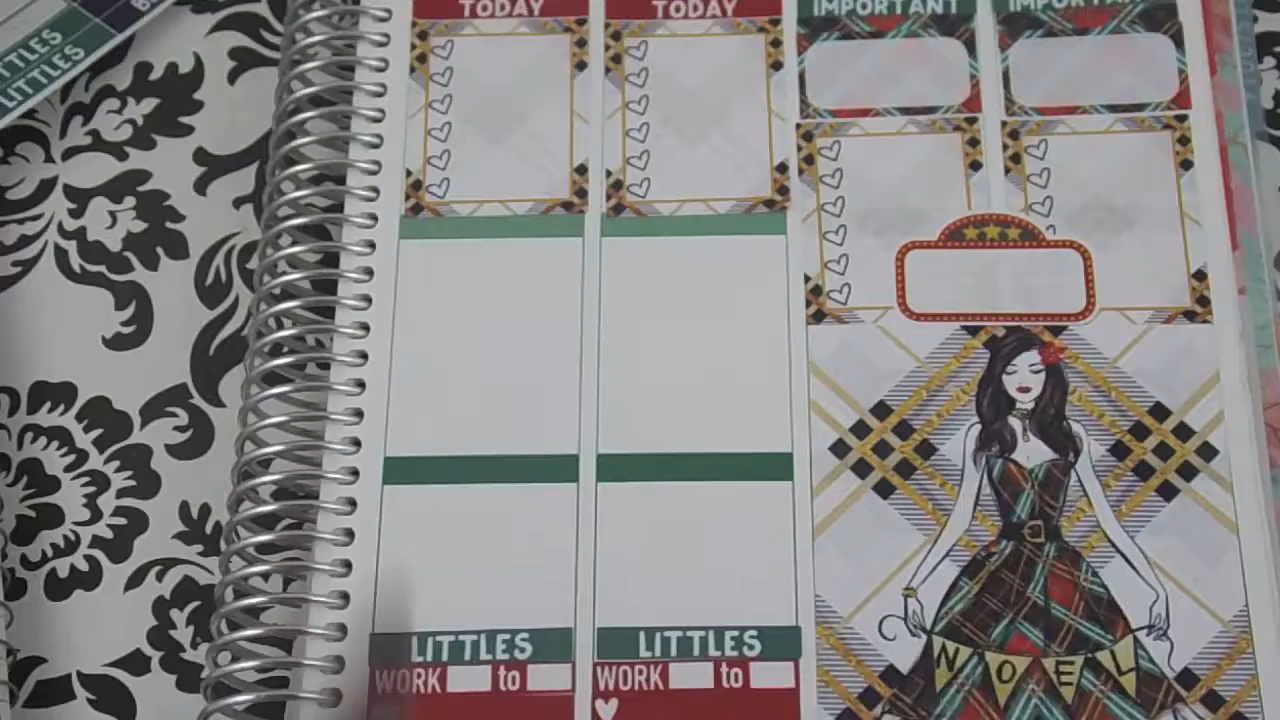 LITTLES
LITTLES
TODAY
TODAY
IMPORTANT
IMPORTANT
NOEL
LITTLES
LITTLES
WORK to
WORK to